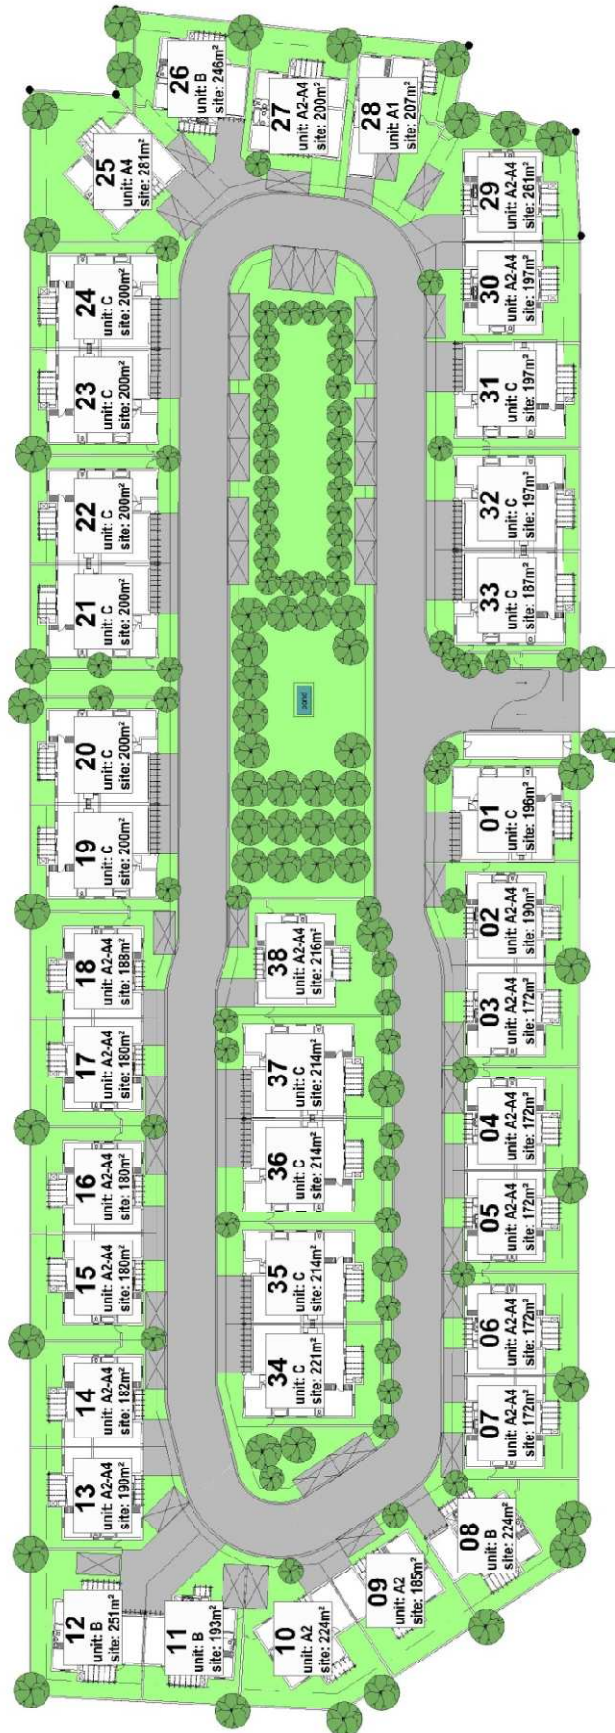 01
unit: C
site: 196m²
02
unit: A2-A4
site: 190m²
03
unit: A2-A4
site: 172m²
04
unit: A2-A4
site: 172m²
05
unit: A2-A4
site: 172m²
06
unit: A2-A4
site: 172m²
07
unit: A2-A4
site: 172m²
08
unit: B
site: 224m²
09
unit: A2
site: 185m²
10
unit: A2
site: 224m²
11
unit: B
site: 193m²
12
unit: B
site: 251m²
13
unit: A2-A4
site: 190m²
14
unit: A2-A4
site: 182m²
15
unit: A2-A4
site: 180m²
16
unit: A2-A4
site: 180m²
17
unit: A2-A4
site: 180m²
18
unit: A2-A4
site: 188m²
19
unit: C
site: 200m²
20
unit: C
site: 200m²
21
unit: C
site: 200m²
22
unit: C
site: 200m²
23
unit: C
site: 200m²
24
unit: C
site: 200m²
25
unit: A4
site: 281m²
26
unit: B
site: 246m²
27
unit: A2-A4
site: 200m²
28
unit: A1
site: 207m²
29
unit: A2-A4
site: 261m²
30
unit: A2-A4
site: 197m²
31
unit: C
site: 197m²
32
unit: C
site: 197m²
33
unit: C
site: 187m²
34
unit: C
site: 221m²
35
unit: C
site: 214m²
36
unit: C
site: 214m²
37
unit: C
site: 214m²
38
unit: A2-A4
site: 216m²
pond